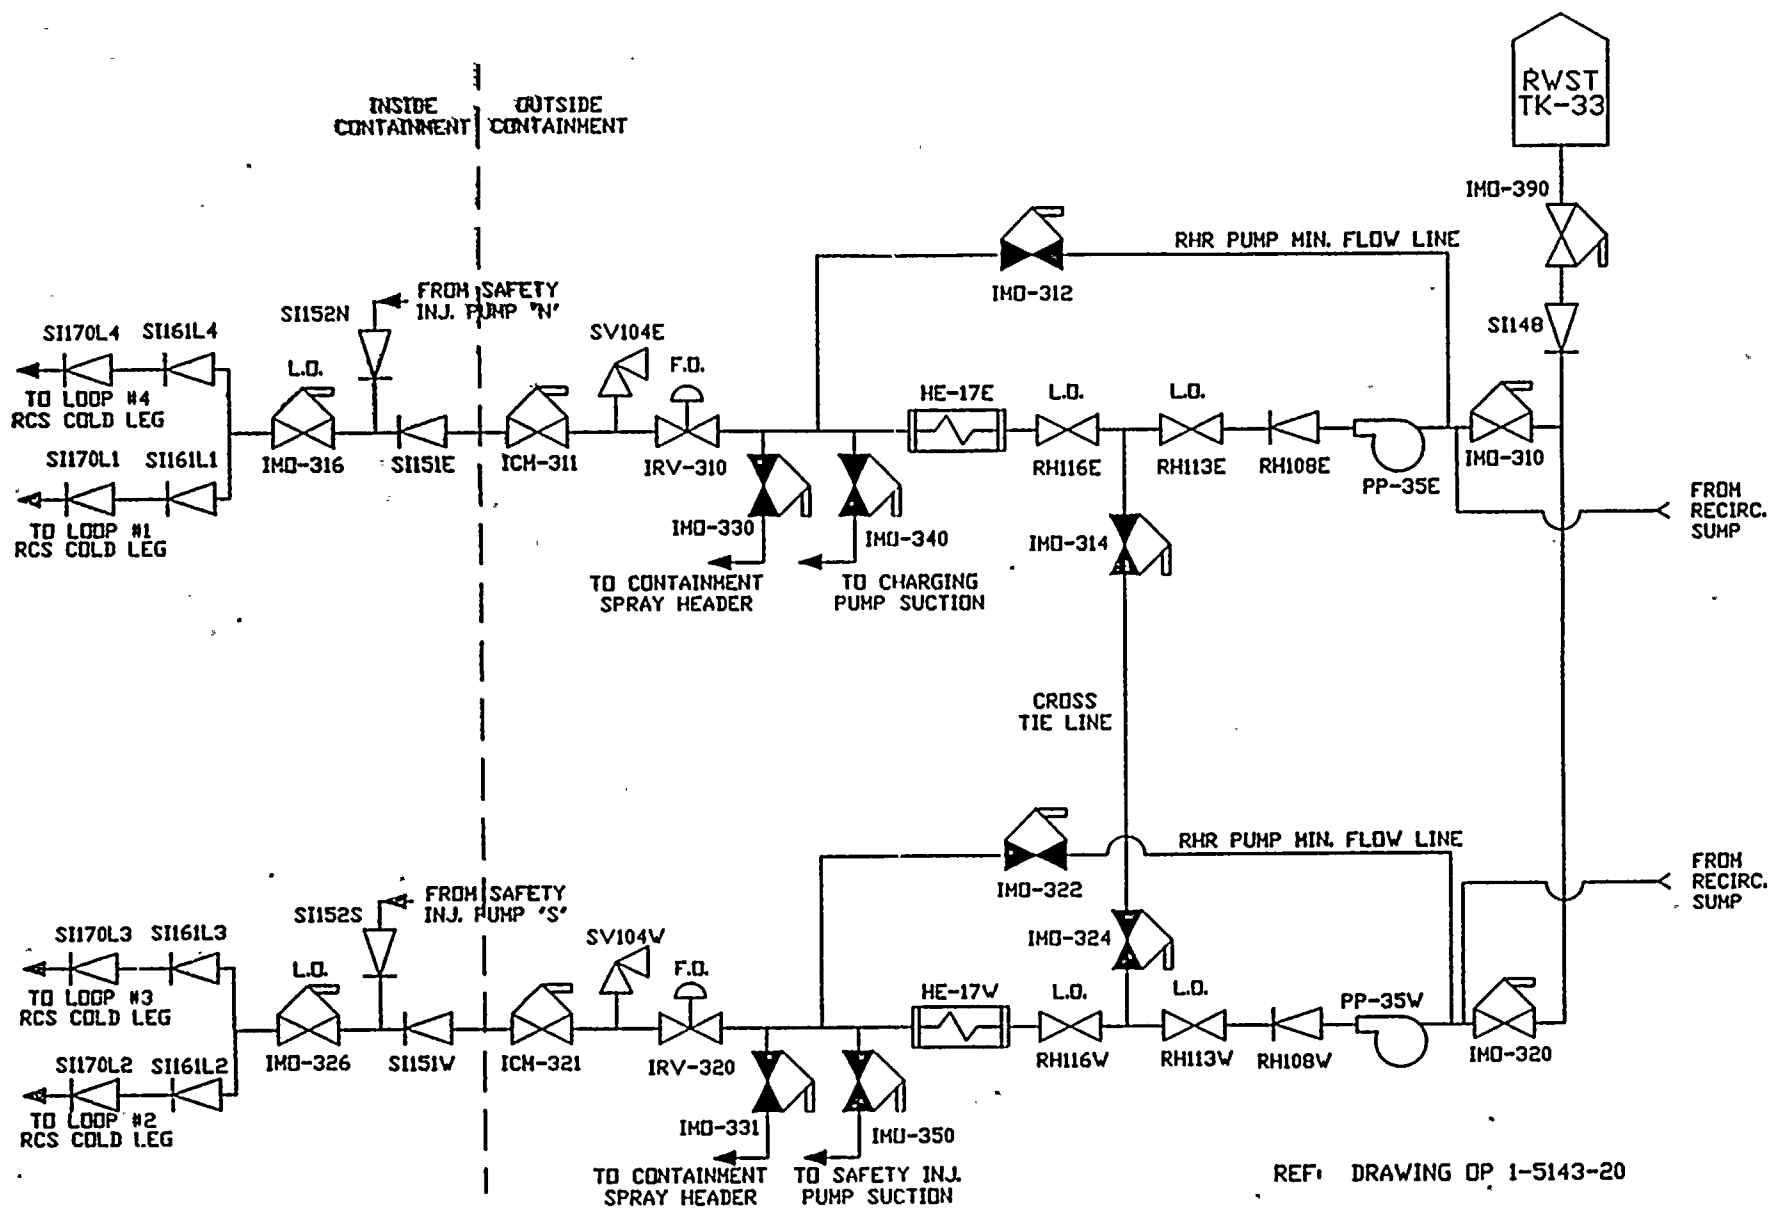 RWST
TK-33
INSIDE
CONTAINMENT
OUTSIDE
CONTAINMENT
IMO-390
RHR PUMP MIN. FLOW LINE
IMO-312
FROM SAFETY
INJ. PUMP "N"
SI152N
SI148
SI170L4
SI161L4
SV104E
L.O.
F.O.
HE-17E
L.O.
L.O.
TO LOOP #4
RCS COLD LEG
IMO-316
SI151E
ICM-311
IRV-310
RH116E
RH113E
RH108E
PP-35E
IMO-310
SI170L1
SI161L1
FROM
RECIRC.
SUMP
TO LOOP #1
RCS COLD LEG
IMO-330
IMO-340
IMO-314
TO CONTAINMENT
SPRAY HEADER
TO CHARGING
PUMP SUCTION
CROSS
TIE LINE
RHR PUMP MIN. FLOW LINE
IMO-322
FROM
RECIRC.
SUMP
FROM SAFETY
INJ. PUMP "S"
SI152S
SI170L3
SI161L3
SV104W
IMO-324
L.O.
F.O.
HE-17W
L.O.
L.O.
PP-35W
TO LOOP #3
RCS COLD LEG
IMO-326
SI151W
ICM-321
IRV-320
RH116W
RH113W
RH108W
IMO-320
SI170L2
SI161L2
TO LOOP #2
RCS COLD LEG
IMO-331
IMO-350
TO CONTAINMENT
SPRAY HEADER
TO SAFETY INJ.
PUMP SUCTION
REF: DRAWING OP 1-5143-20